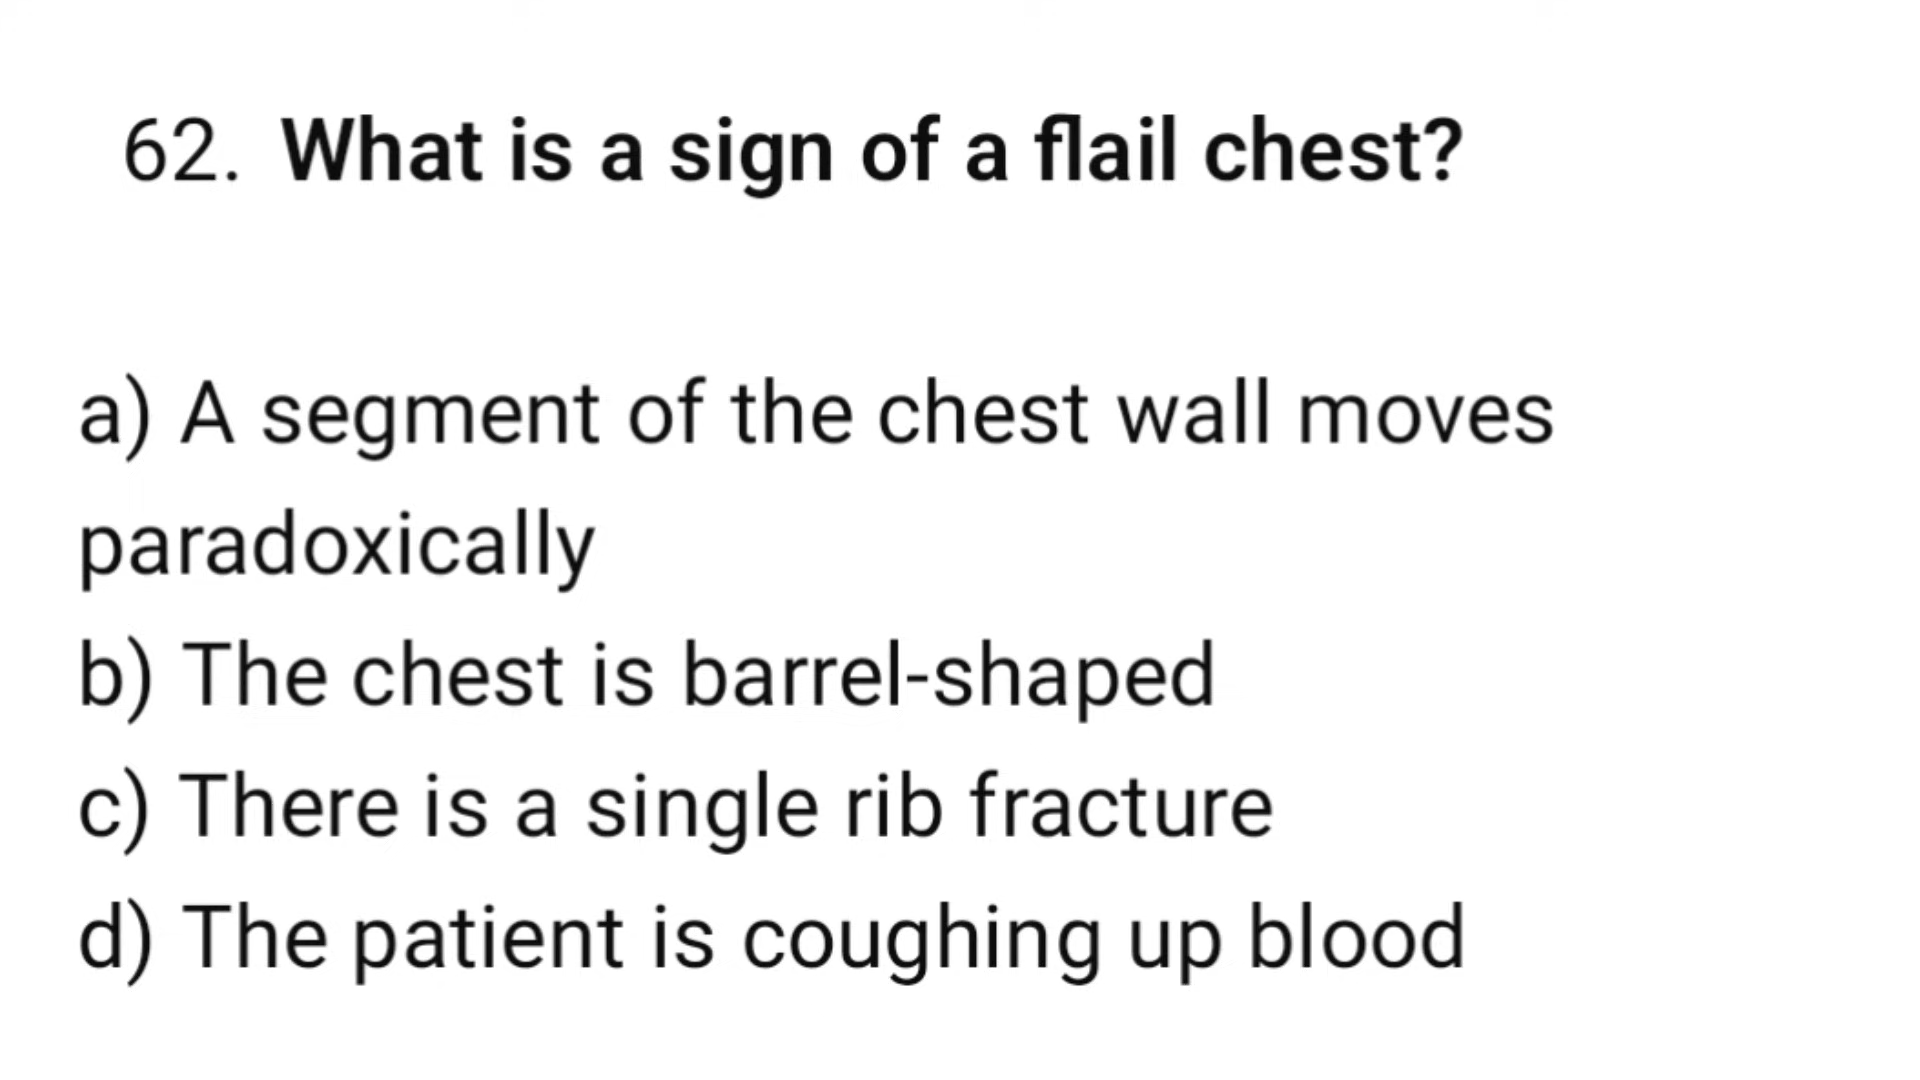 62. What is a sign of a flail chest?
a) A segment of the chest wall moves
paradoxically
b) The chest is barrel-shaped
c) There is a single rib fracture
d) The patient is coughing up blood